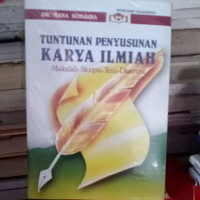 DR. NANA SUDJANA
TUNTUNAN PENYUSUNAN
KARYA ILMIAH
Makalah-Skripsi-Tesis-Disertasi